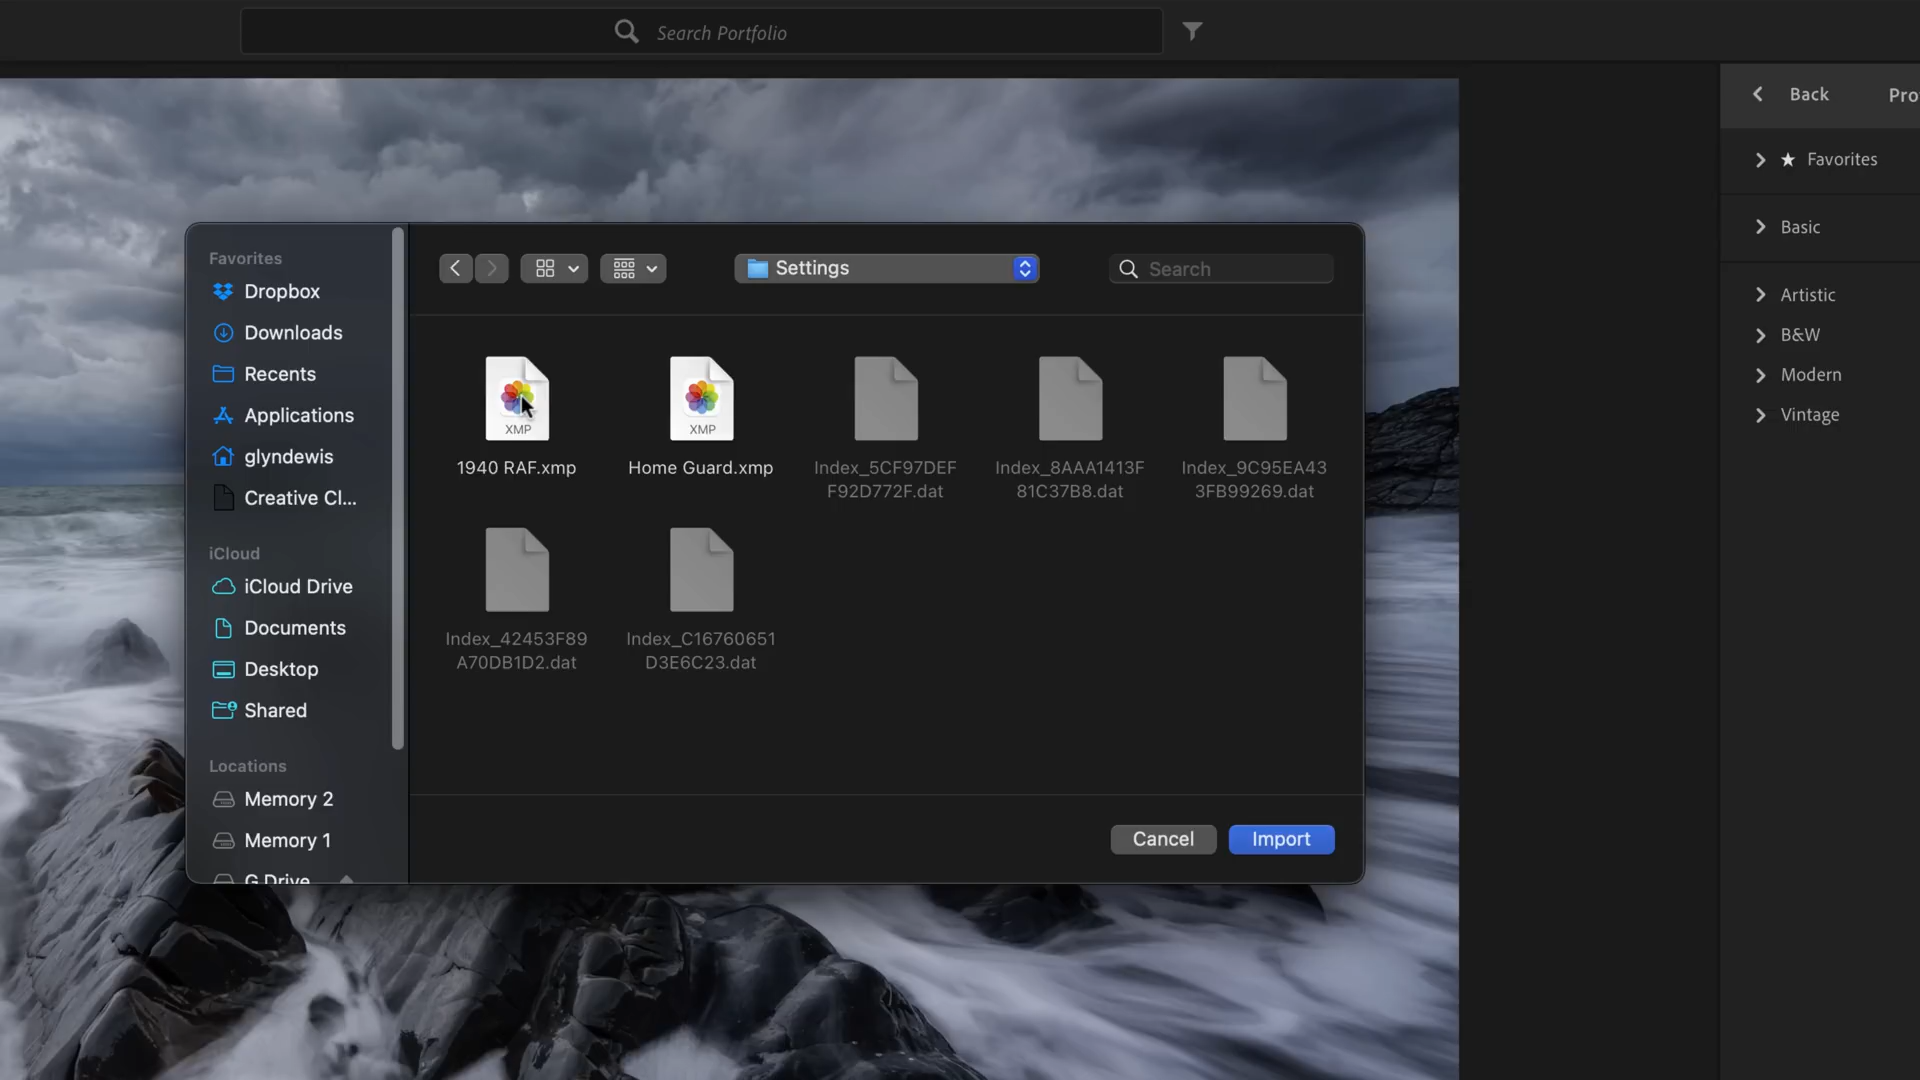 Search Portfolio
Back
Pro
Favorites
Basic
Artistic
B&W
Modern
Vintage
Favorites
Dropbox
Downloads
Recents
Applications
glyndewis
Creative Cl...
iCloud
iCloud Drive
Documents
Desktop
Shared
Locations
Memory 2
Memory 1
G Drive
Settings
Search
XMP
1940 RAF.xmp
XMP
Home Guard.xmp
Index_5CF97DEF
F92D772F.dat
Index_8AAA1413F
81C37B8.dat
Index_9C95EA43
3FB99269.dat
Index_42453F89
A70DB1D2.dat
Index_C16760651
D3E6C23.dat
Cancel
Import